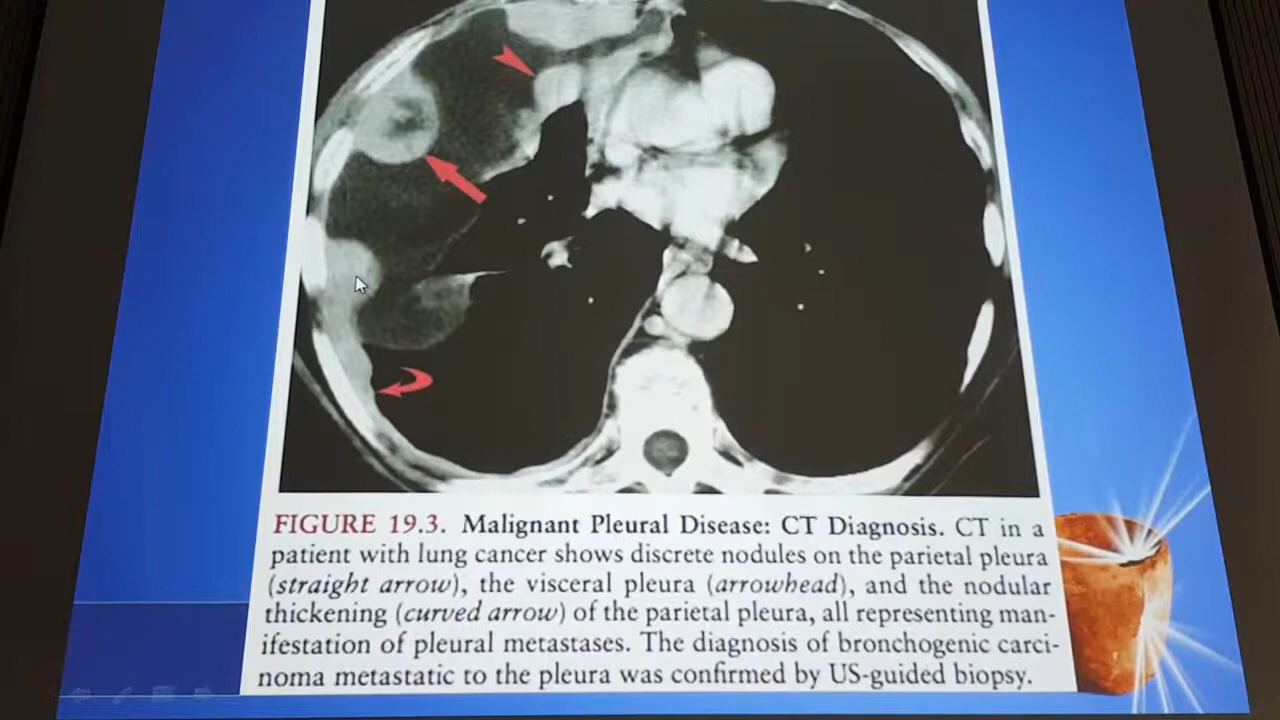 FIGURE 19.3. Malignant Pleural Disease: CT Diagnosis. CT in a
patient with lung cancer shows discrete nodules on the parietal pleura
(straight arrow), the visceral pleura (arrowhead), and the nodular
thickening (curved arrow) of the parietal pleura, all representing man-
ifestation of pleural metastases. The diagnosis of bronchogenic carci-
noma metastatic to the pleura was confirmed by US-guided biopsy.